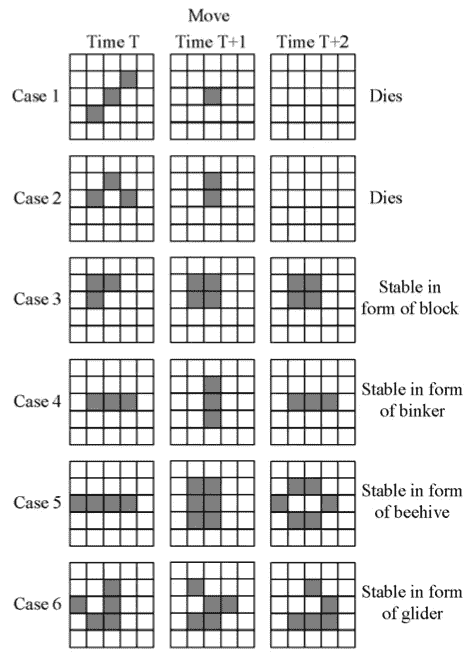 Move
Time T Time T+1 Time T+2
Case 1 Dies
Case 2 Dies
Case 3 Stable in
form of block
Case 4 Stable in form
of binker
Case 5 Stable in form
of beehive
Case 6 Stable in form
of glider